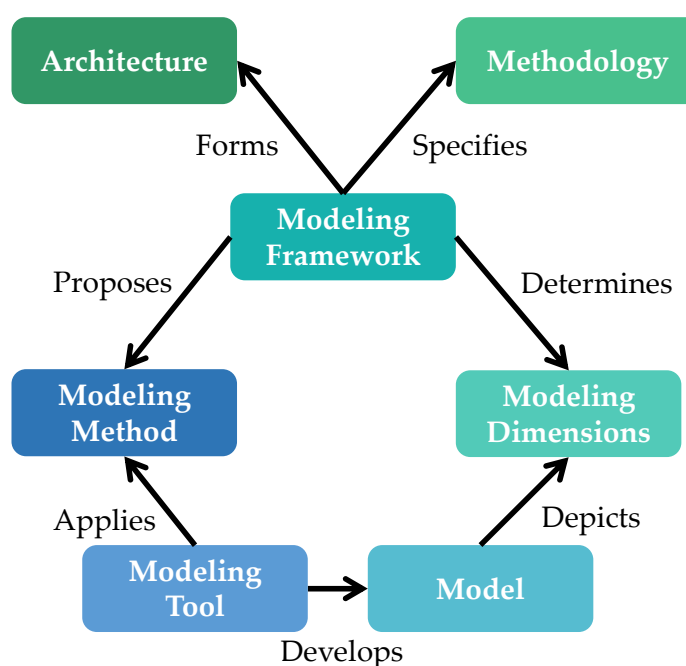 Architecture
Methodology
Forms
Specifies
Modeling
Framework
Proposes
Determines
Modeling
Method
Modeling
Dimensions
Applies
Depicts
Modeling
Tool
Model
Develops